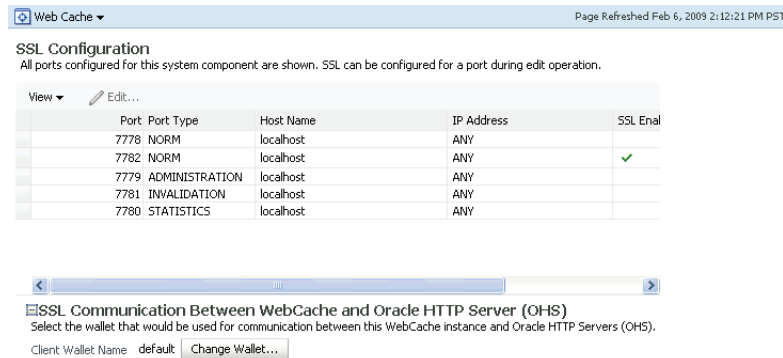 Web Cache
Page Refreshed Feb 6, 2009 2:12:21 PM PST
SSL Configuration
All ports configured for this system component are shown. SSL can be configured for a port during edit operation.
View Edit...
Port Port Type Host Name IP Address SSL Enal
7778 NORM localhost ANY
7782 NORM localhost ANY
7779 ADMINISTRATION localhost ANY
7781 INVALIDATION localhost ANY
7780 STATISTICS localhost ANY
SSL Communication Between WebCache and Oracle HTTP Server (OHS)
Select the wallet that would be used for communication between this WebCache instance and Oracle HTTP Servers (OHS).
Client Wallet Name default Change Wallet...